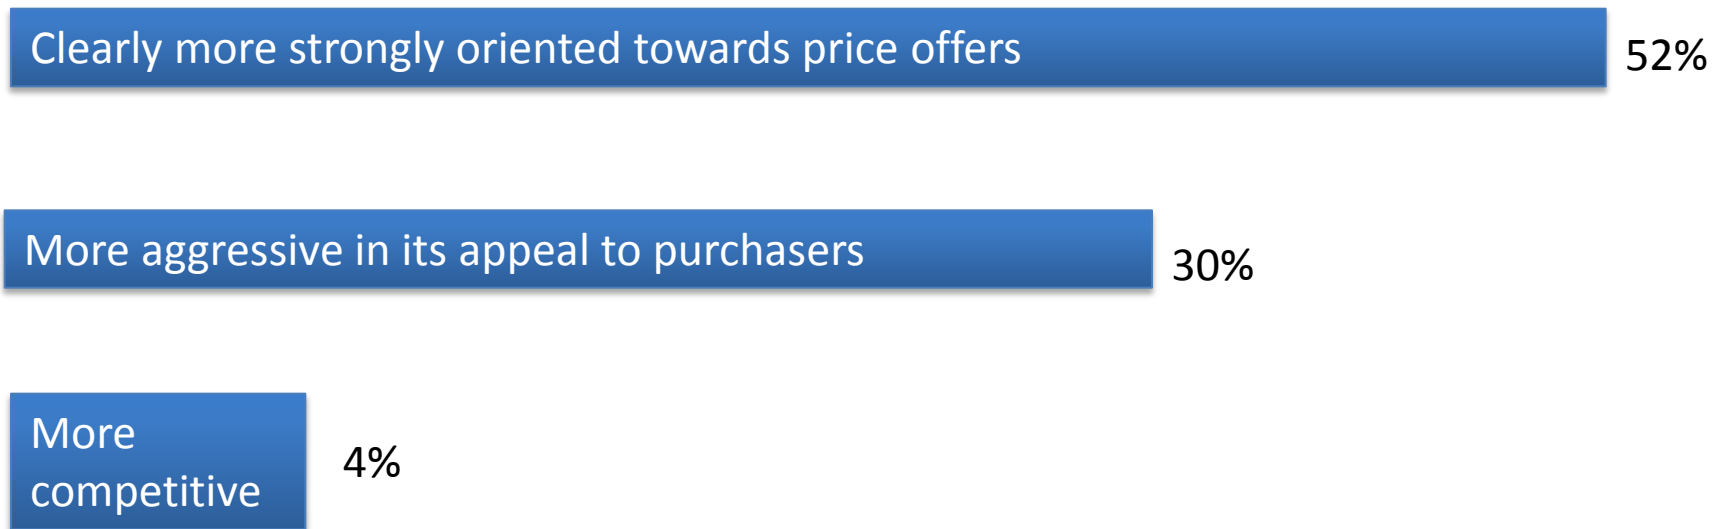 Clearly more strongly oriented towards price offers
52%
More aggressive in its appeal to purchasers
30%
More
competitive
4%